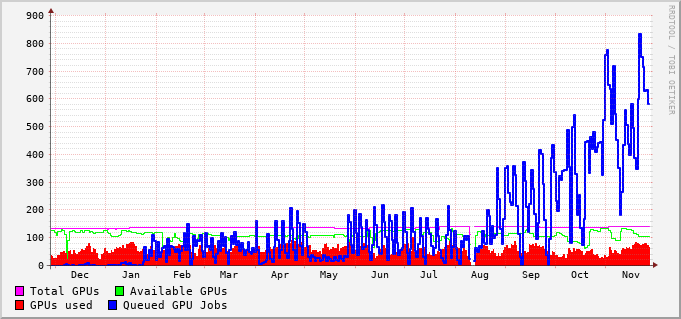 RRDTOOL / TOBI OETIKER
900
800
700
600
500
400
300
200
100
0
Dec Jan Feb Mar Apr May Jun Jul Aug Sep Oct Nov
Total GPUs Available GPUs
GPUs used Queued GPU Jobs